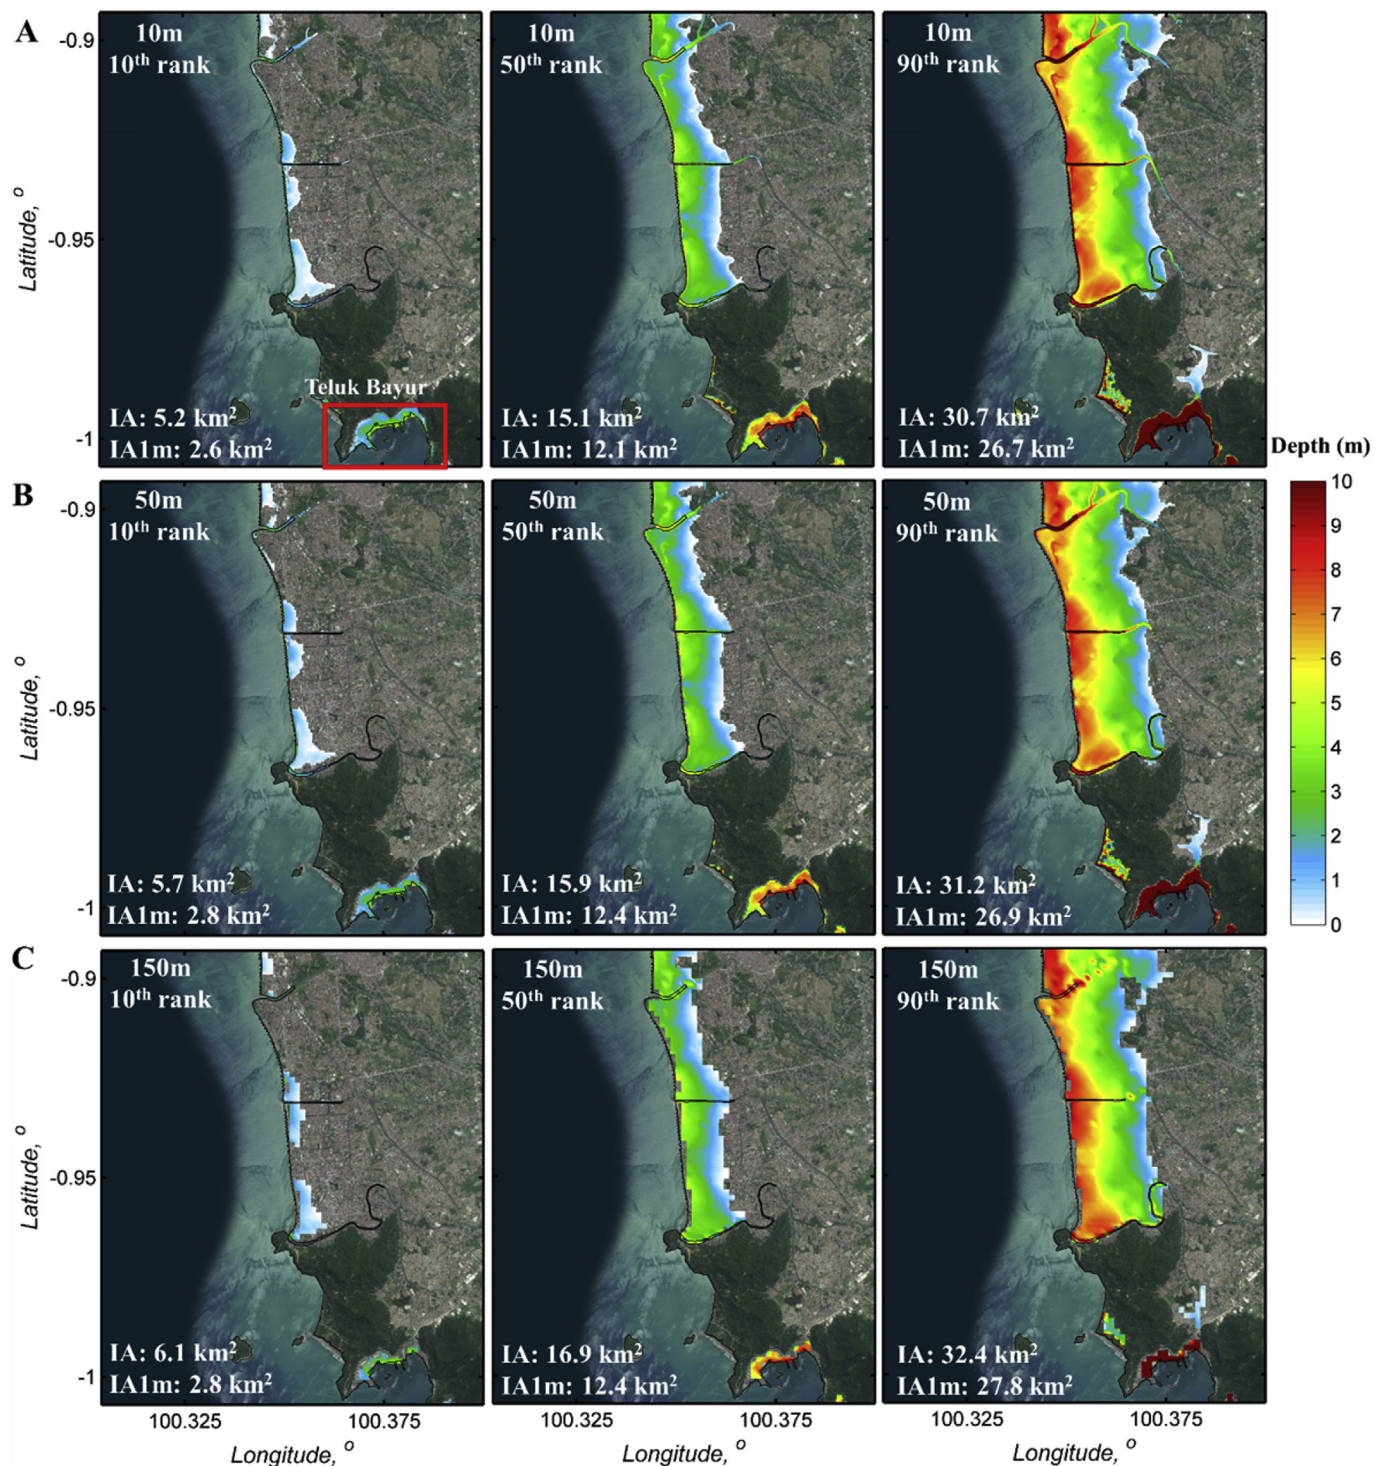 A
10m
10th rank
10m
50th rank
10m
90th rank
-0.9
Latitude, o
-0.95
-1
Teluk Bayur
IA: 5.2 km2
IA1m: 2.6 km2
IA: 15.1 km2
IA1m: 12.1 km2
IA: 30.7 km2
IA1m: 26.7 km2
Depth (m)
10
9
8
7
6
5
4
3
2
1
0
B
50m
10th rank
50m
50th rank
50m
90th rank
-0.9
Latitude, o
-0.95
-1
IA: 5.7 km2
IA1m: 2.8 km2
IA: 15.9 km2
IA1m: 12.4 km2
IA: 31.2 km2
IA1m: 26.9 km2
C
150m
10th rank
150m
50th rank
150m
90th rank
-0.9
Latitude, o
-0.95
-1
IA: 6.1 km2
IA1m: 2.8 km2
IA: 16.9 km2
IA1m: 12.4 km2
IA: 32.4 km2
IA1m: 27.8 km2
100.325 100.375 100.325 100.375 100.325 100.375
Longitude, o Longitude, o Longitude, o